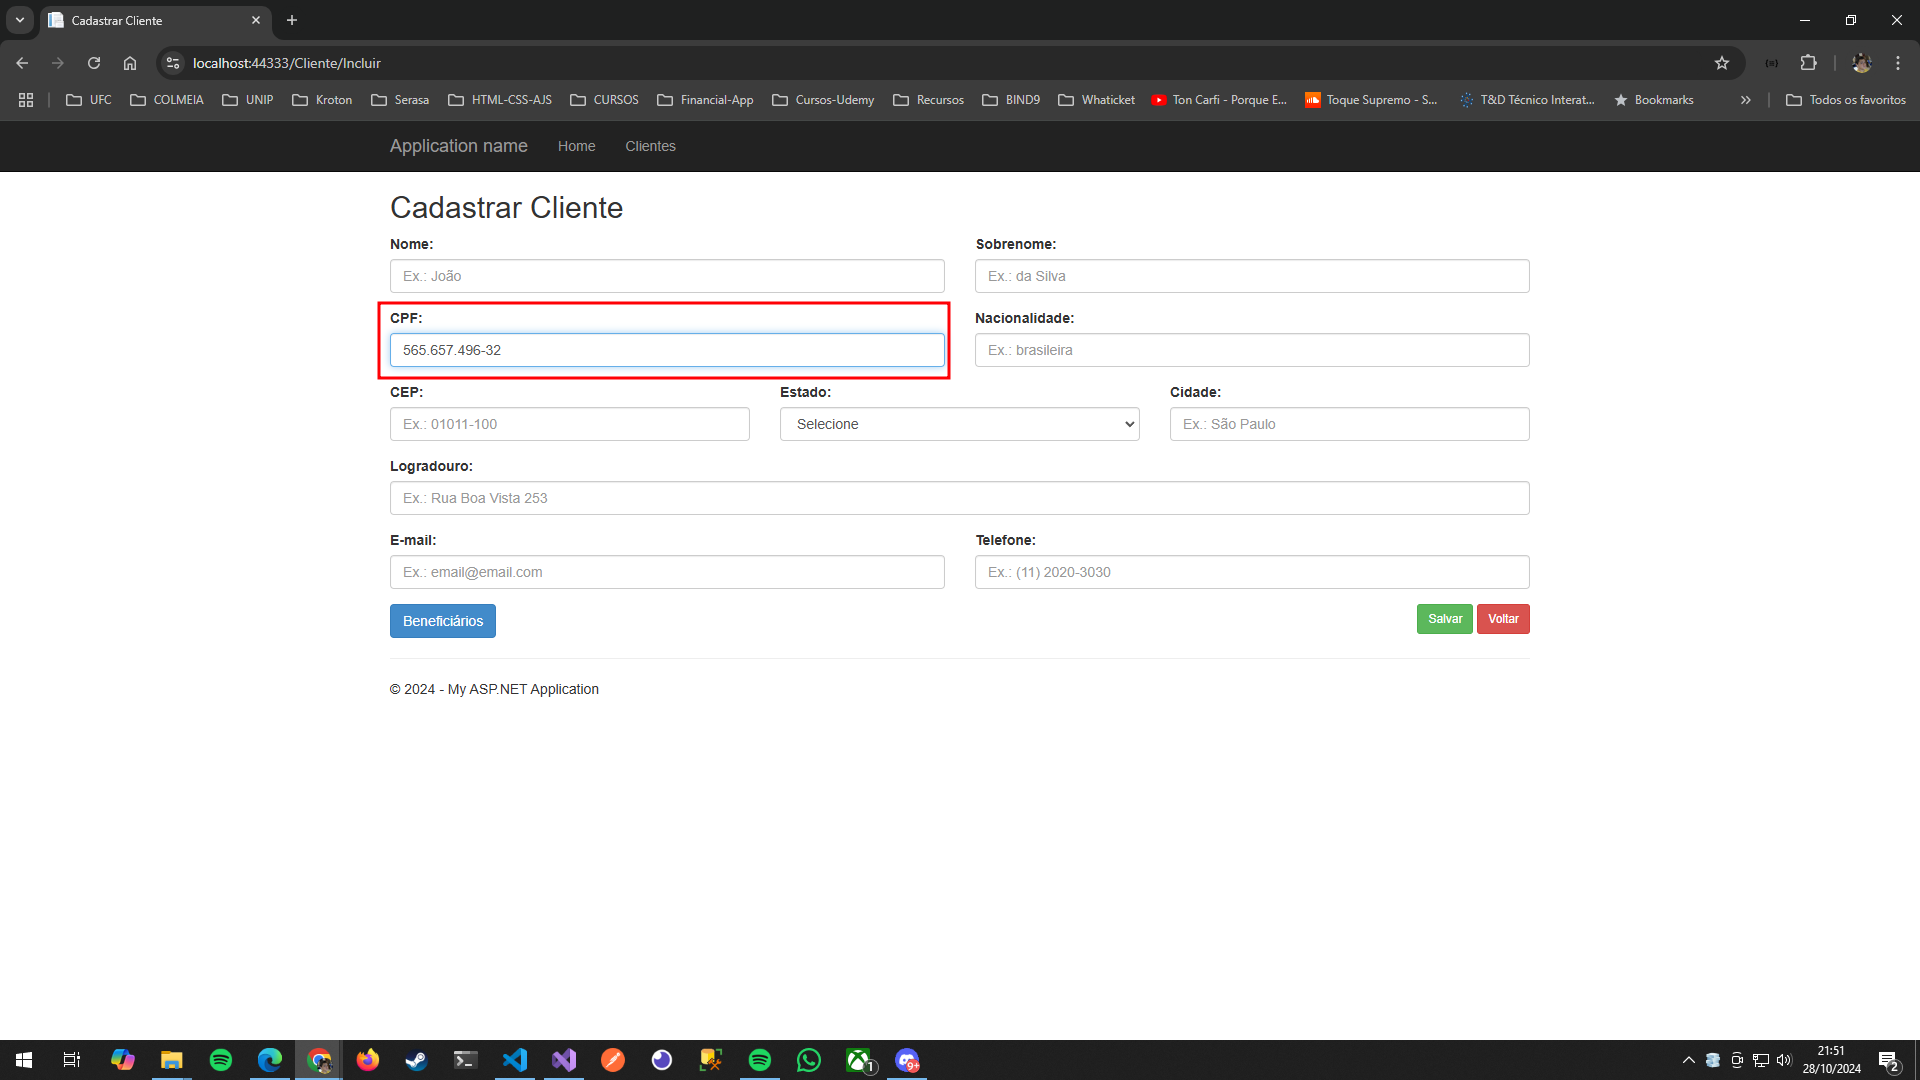 Cadastrar Cliente
localhost:44333/Cliente/Incluir
UFC COLMEIA UNIP Kroton Serasa HTML-CSS-AJS CURSOS Financial-App Cursos-Udemy Recursos BIND9 Whaticket Ton Carfi - Porque E... Toque Supremo - S... T&D Técnico Interat... Bookmarks Todos os favoritos
Application name Home Clientes
Cadastrar Cliente
Nome: Sobrenome:
Ex.: João Ex.: da Silva
CPF: Nacionalidade:
565.657.496-32 Ex.: brasileira
CEP: Estado: Cidade:
Ex.: 01011-100 Selecione Ex.: São Paulo
Logradouro:
Ex.: Rua Boa Vista 253
E-mail: Telefone:
Ex.: email@email.com Ex.: (11) 2020-3030
Beneficiários Salvar Voltar
© 2024 - My ASP.NET Application
1 9+ 21:51
28/10/2024 2